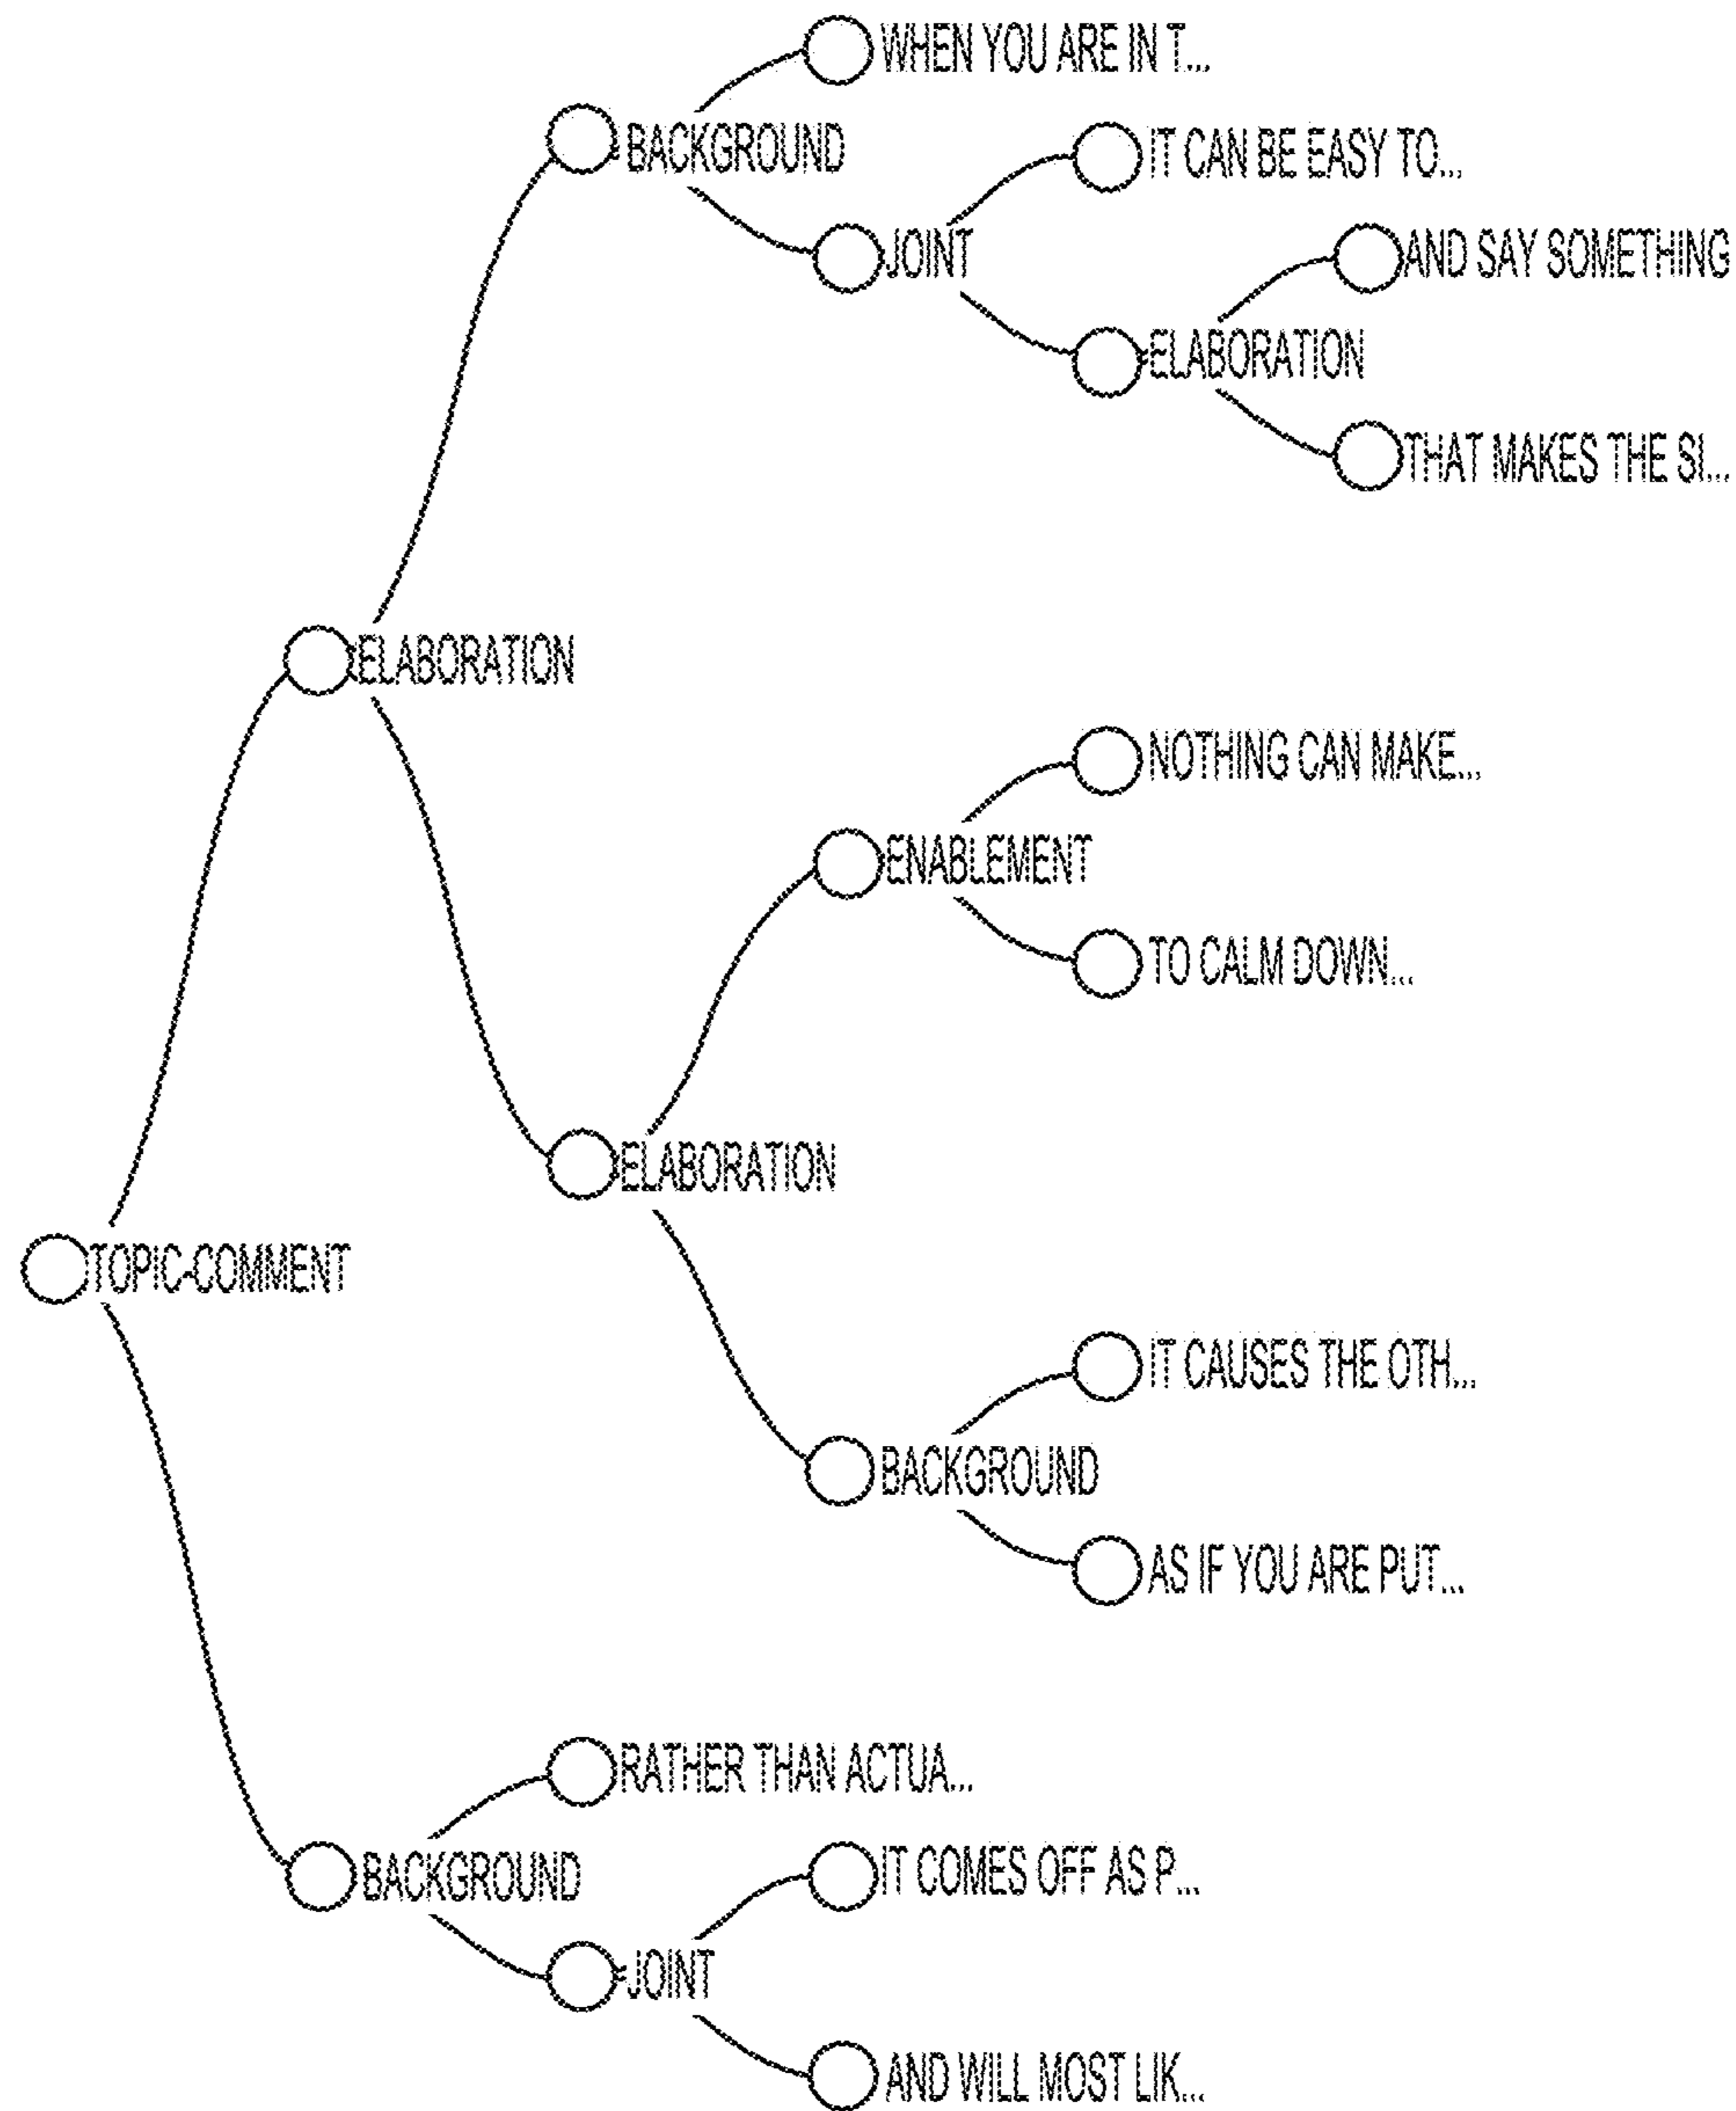 WHEN YOU ARE IN T...
BACKGROUND
IT CAN BE EASY TO...
JOINT
AND SAY SOMETHING
ELABORATION
THAT MAKES THE SI...
ELABORATION
NOTHING CAN MAKE...
ENABLEMENT
TO CALM DOWN...
ELABORATION
TOPIC-COMMENT
IT CAUSES THE OTH...
BACKGROUND
AS IF YOU ARE PUT...
RATHER THAN ACTUA...
BACKGROUND
IT COMES OFF AS P...
JOINT
AND WILL MOST LIK...